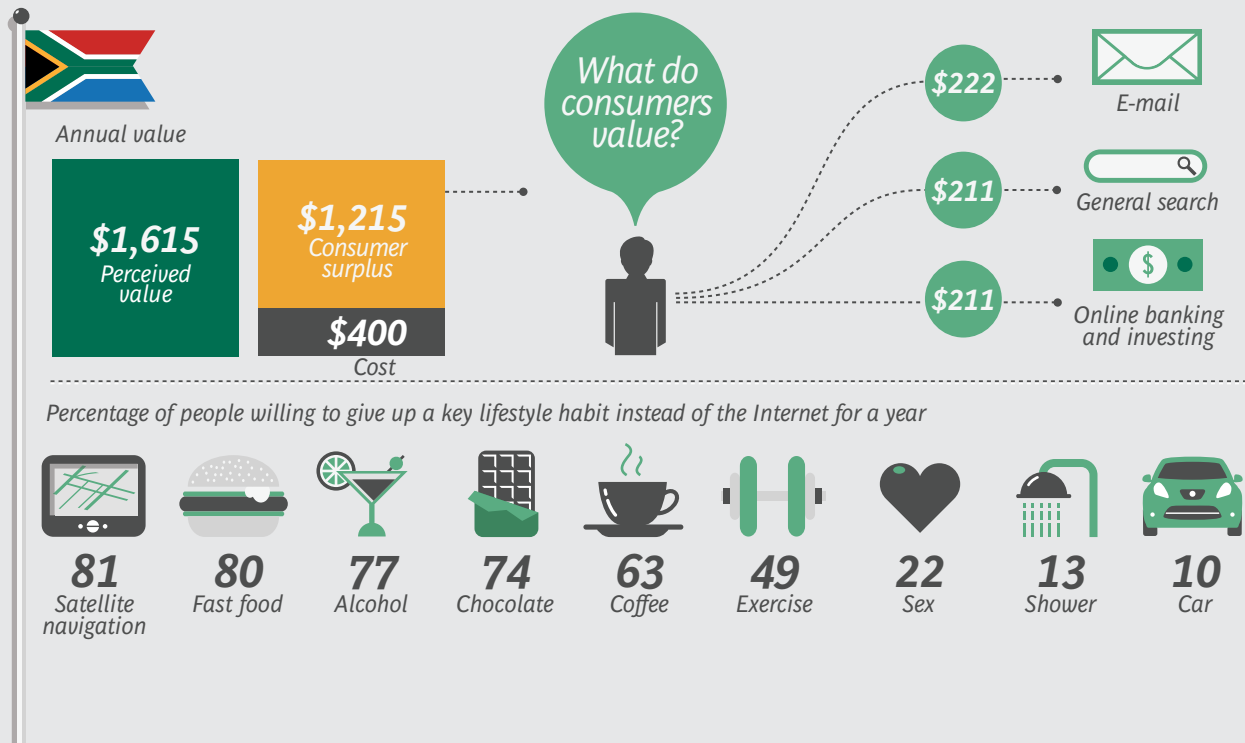 Annual value
$1,615
Perceived
value
$1,215
Consumer
surplus
$400
Cost
What do
consumers
value?
$222
E-mail
$211
General search
$
$211
Online banking
and investing
Percentage of people willing to give up a key lifestyle habit instead of the Internet for a year
81
Satellite
navigation
80
Fast food
77
Alcohol
74
Chocolate
63
Coffee
49
Exercise
22
Sex
13
Shower
10
Car